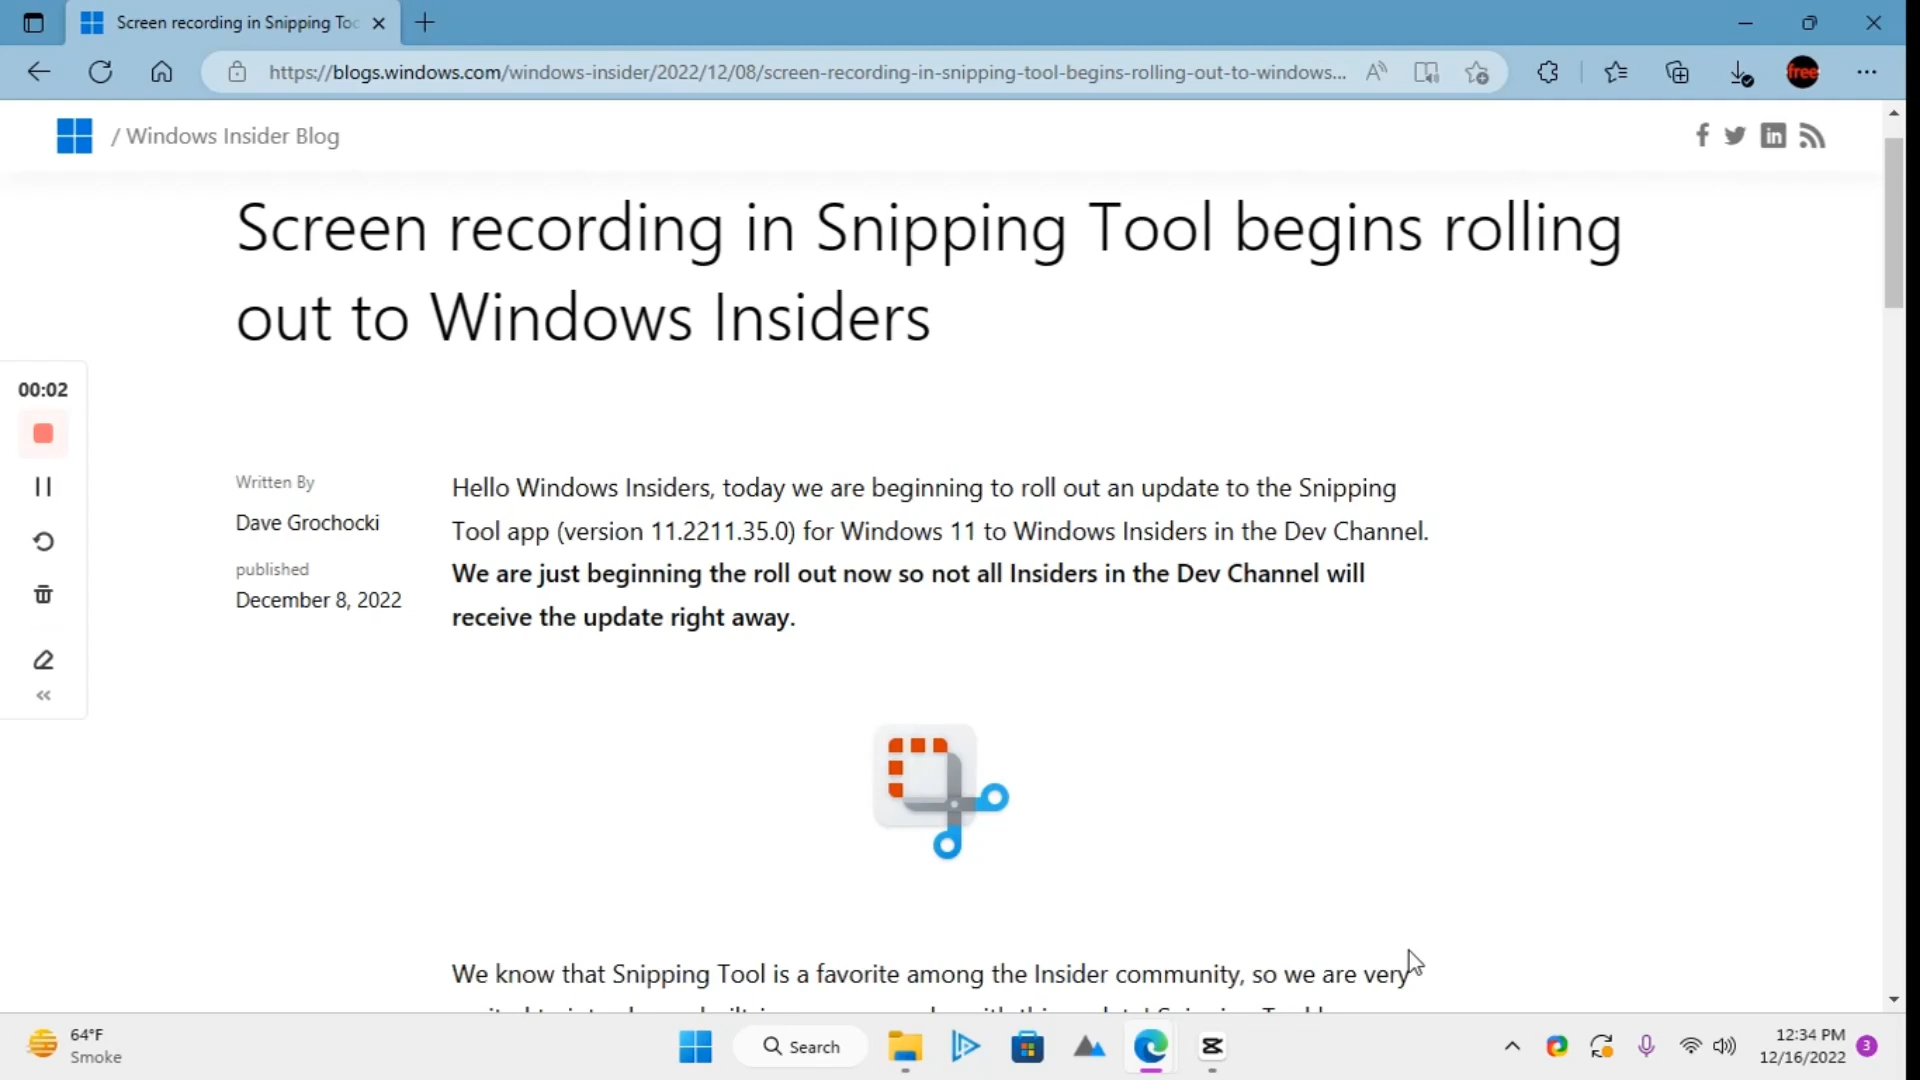 Screen recording in Snipping To
https://blogs.windows.com/windows-insider/2022/12/08/screen-recording-in-snipping-tool-begins-rolling-out-to-windows...
free
/ Windows Insider Blog
Screen recording in Snipping Tool begins rolling
out to Windows Insiders
00:02
Written By
Dave Grochocki
published
December 8, 2022
Hello Windows Insiders, today we are beginning to roll out an update to the Snipping
Tool app (version 11.2211.35.0) for Windows 11 to Windows Insiders in the Dev Channel.
We are just beginning the roll out now so not all Insiders in the Dev Channel will
receive the update right away.
We know that Snipping Tool is a favorite among the Insider community, so we are very
64°F
Smoke
Search
12:34 PM
12/16/2022
3